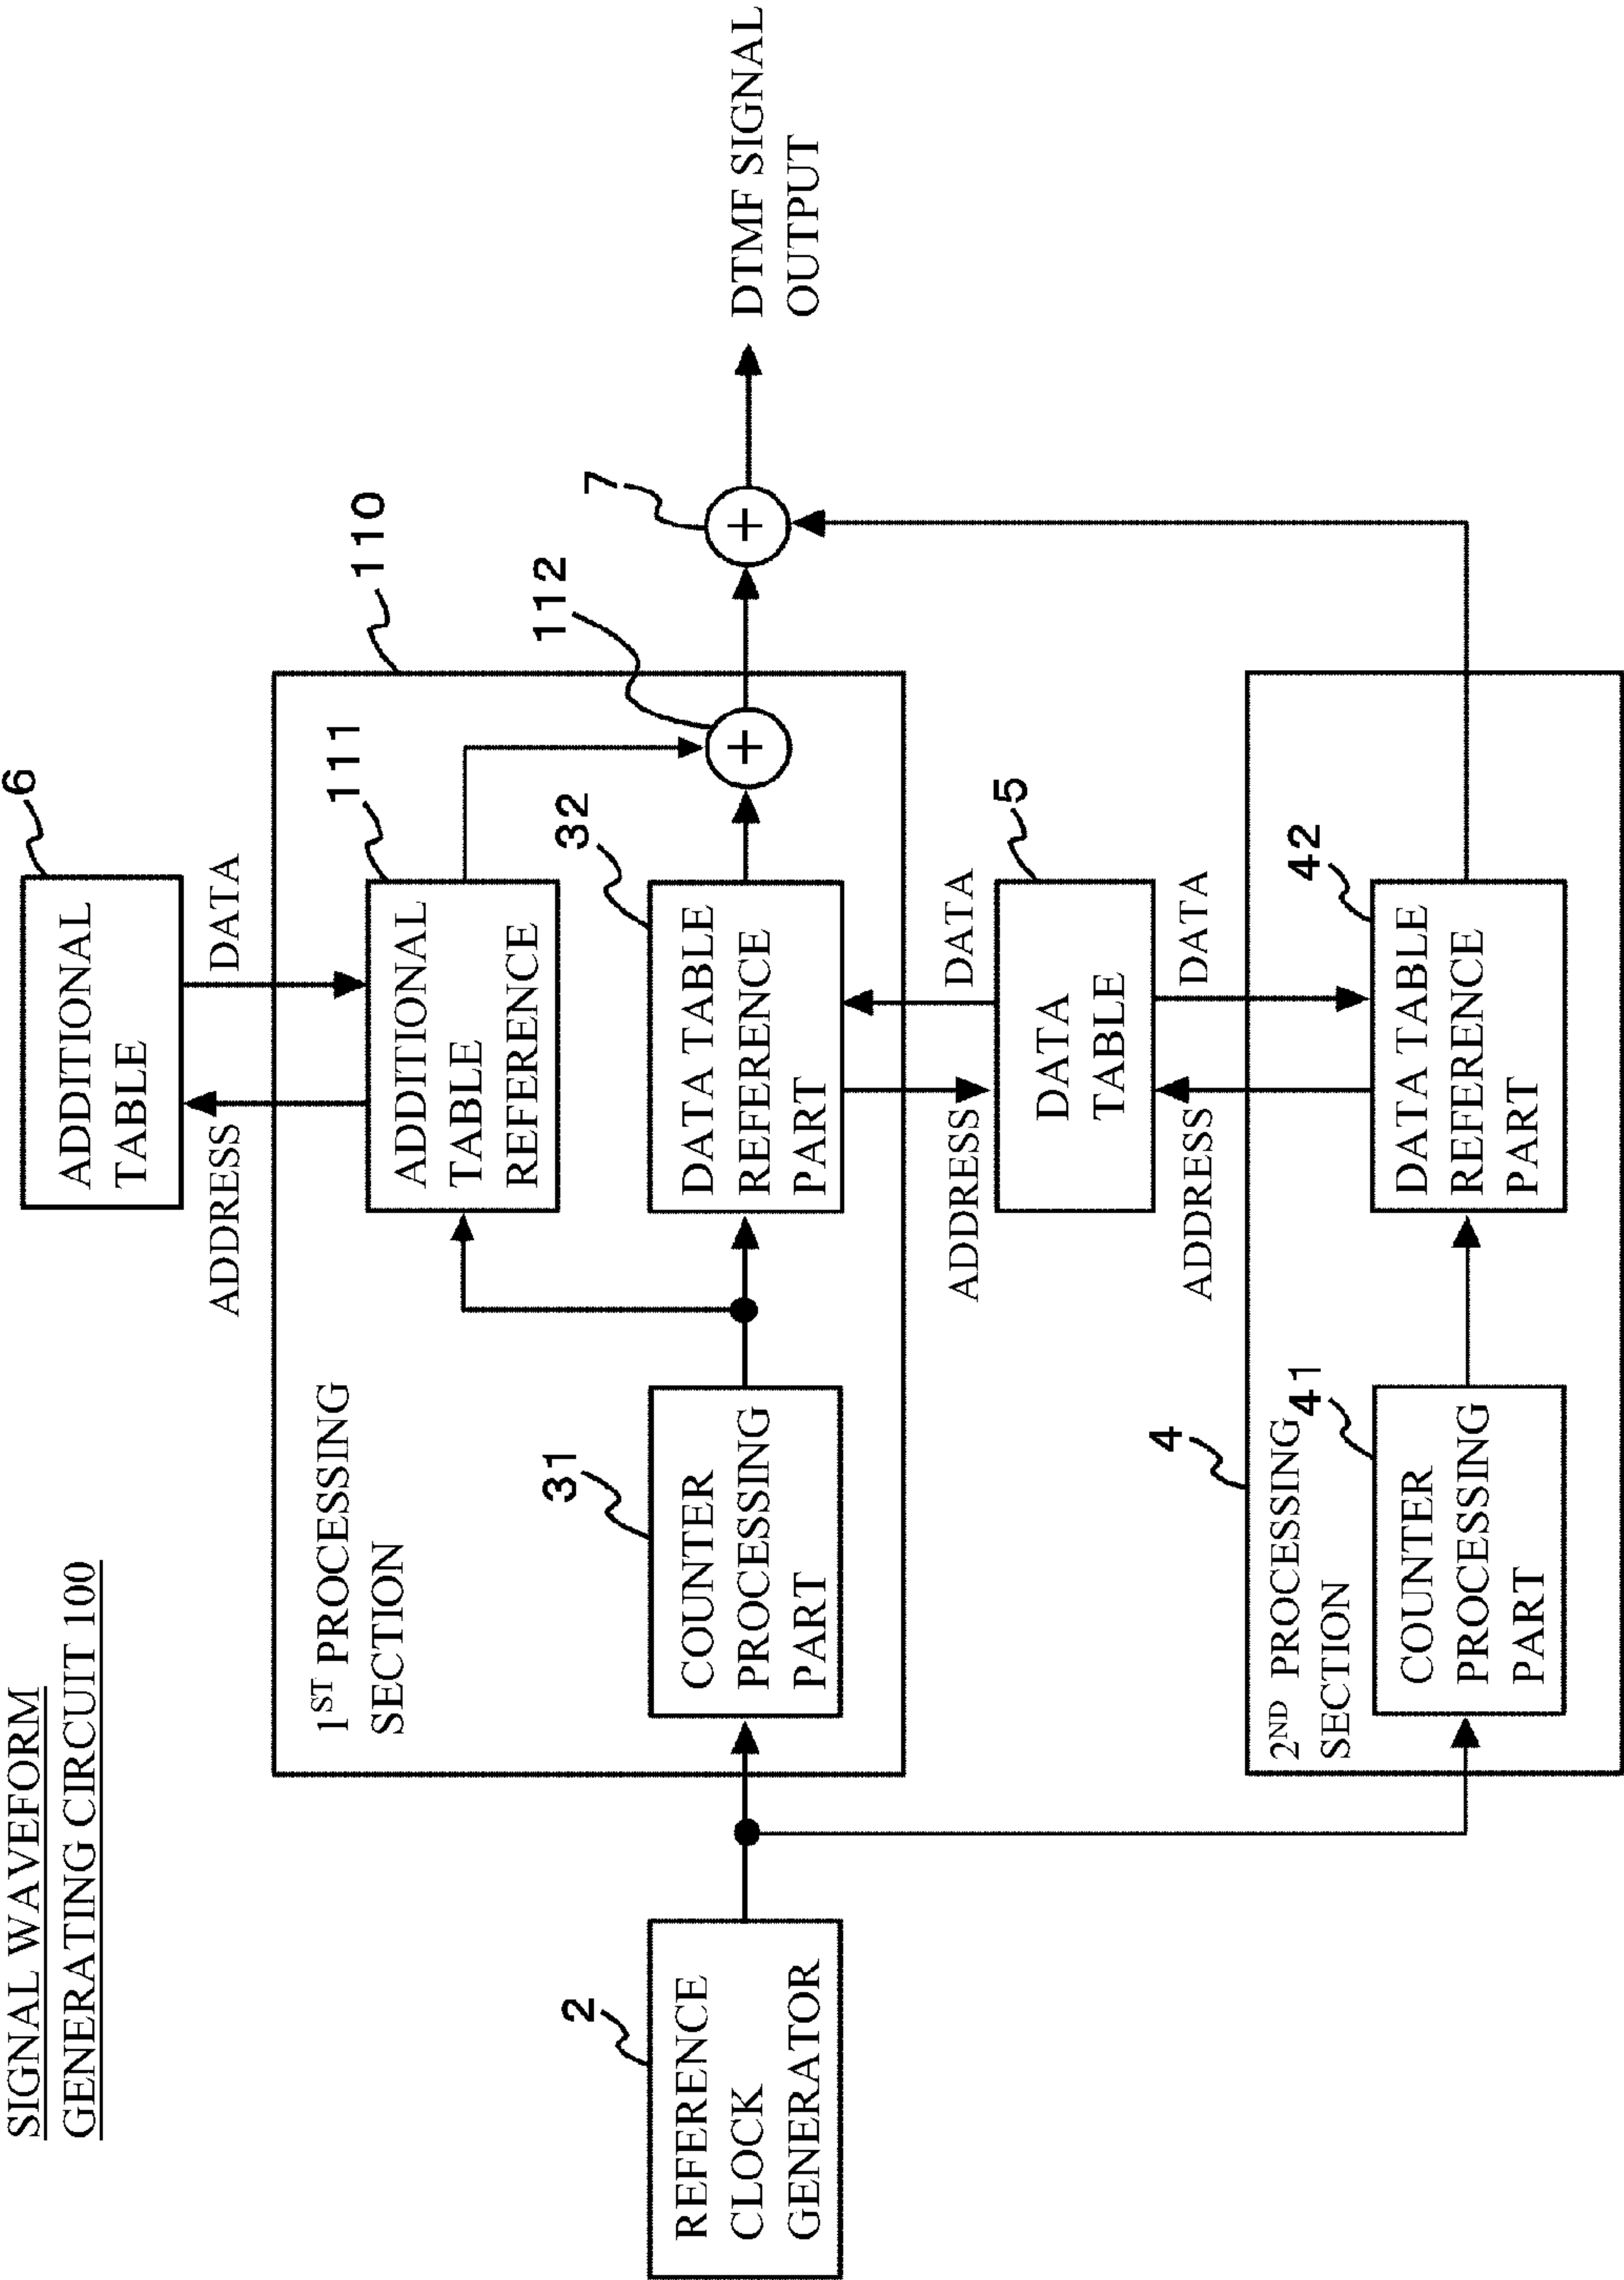 SIGNAL WAVEFORM
GENERATING CIRCUIT 100
6
ADDITIONAL
TABLE
ADDRESS
DATA
110
1ST PROCESSING
SECTION
111
ADDITIONAL
TABLE
REFERENCE
112
7
2
REFERENCE
CLOCK
GENERATOR
31
COUNTER
PROCESSING
PART
32
DATA TABLE
REFERENCE
PART
DTMF SIGNAL
OUTPUT
ADDRESS
DATA
5
DATA
TABLE
ADDRESS
DATA
4
2ND PROCESSING
SECTION
41
COUNTER
PROCESSING
PART
42
DATA TABLE
REFERENCE
PART